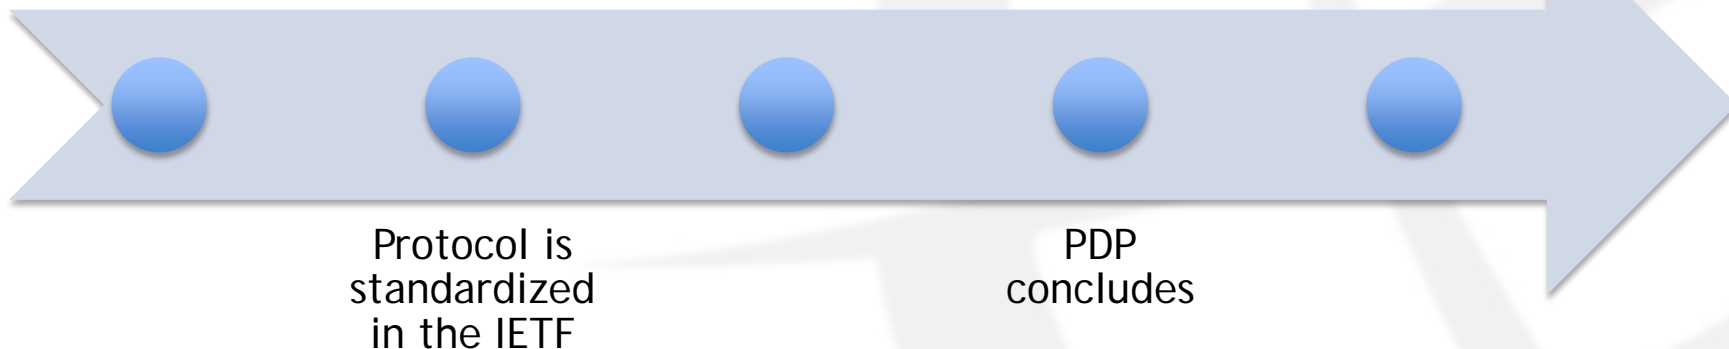 Protocol is
standardized
in the IETF
PDP
concludes